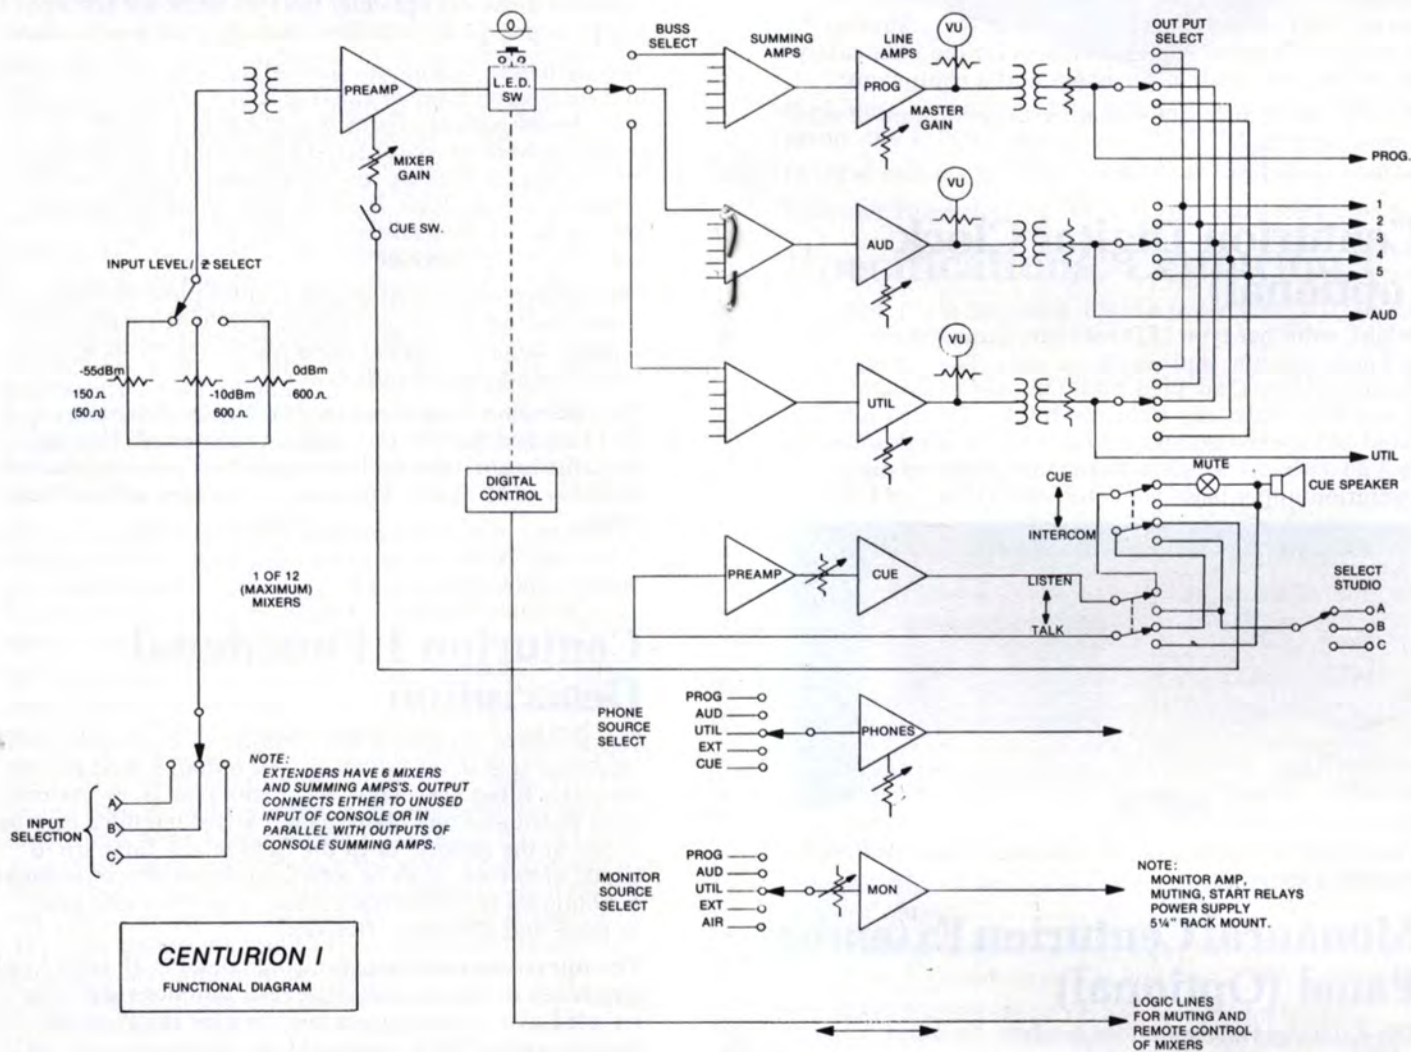 0
BUSS
SELECT
SUMMING
AMPS
LINE
AMPS
VU
OUT PUT
SELECT
PREAMP
L.E.D.
SW
PROG
MASTER
GAIN
MIXER
GAIN
CUE SW.
PROG.
VU
1
2
3
4
5
AUD
AUD
INPUT LEVEL / Z SELECT
-55dBm
150 Ω
(50 Ω)
-10dBm
600 Ω
0dBm
600 Ω
VU
UTIL
UTIL
DIGITAL
CONTROL
MUTE
CUE
CUE SPEAKER
INTERCOM
1 OF 12
(MAXIMUM)
MIXERS
PREAMP
CUE
LISTEN
TALK
SELECT
STUDIO
A
B
C
PHONE
SOURCE
SELECT
PROG
AUD
UTIL
EXT
CUE
PHONES
INPUT
SELECTION
A
B
C
NOTE:
EXTENDERS HAVE 6 MIXERS
AND SUMMING AMPS'S. OUTPUT
CONNECTS EITHER TO UNUSED
INPUT OF CONSOLE OR IN
PARALLEL WITH OUTPUTS OF
CONSOLE SUMMING AMPS.
MONITOR
SOURCE
SELECT
PROG
AUD
UTIL
EXT
AIR
MON
NOTE:
MONITOR AMP,
MUTING, START RELAYS
POWER SUPPLY
5¼" RACK MOUNT.
CENTURION I
FUNCTIONAL DIAGRAM
LOGIC LINES
FOR MUTING AND
REMOTE CONTROL
OF MIXERS